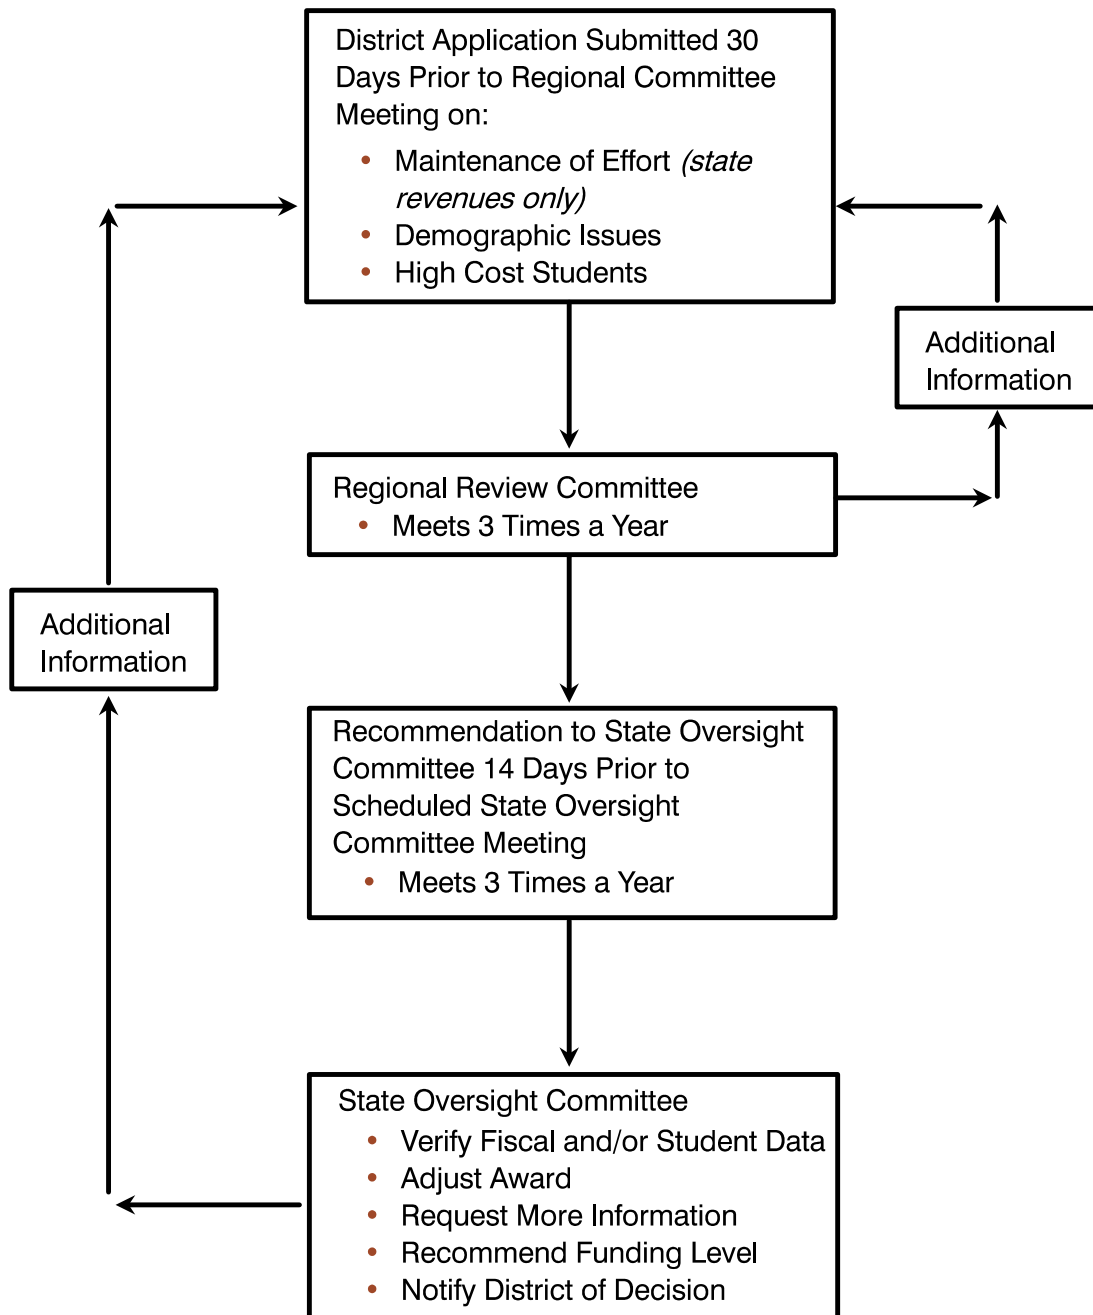 District Application Submitted 30
Days Prior to Regional Committee
Meeting on:
• Maintenance of Effort (state
revenues only)
• Demographic Issues
• High Cost Students
Additional
Information
Regional Review Committee
• Meets 3 Times a Year
Additional
Information
Recommendation to State Oversight
Committee 14 Days Prior to
Scheduled State Oversight
Committee Meeting
• Meets 3 Times a Year
State Oversight Committee
• Verify Fiscal and/or Student Data
• Adjust Award
• Request More Information
• Recommend Funding Level
• Notify District of Decision